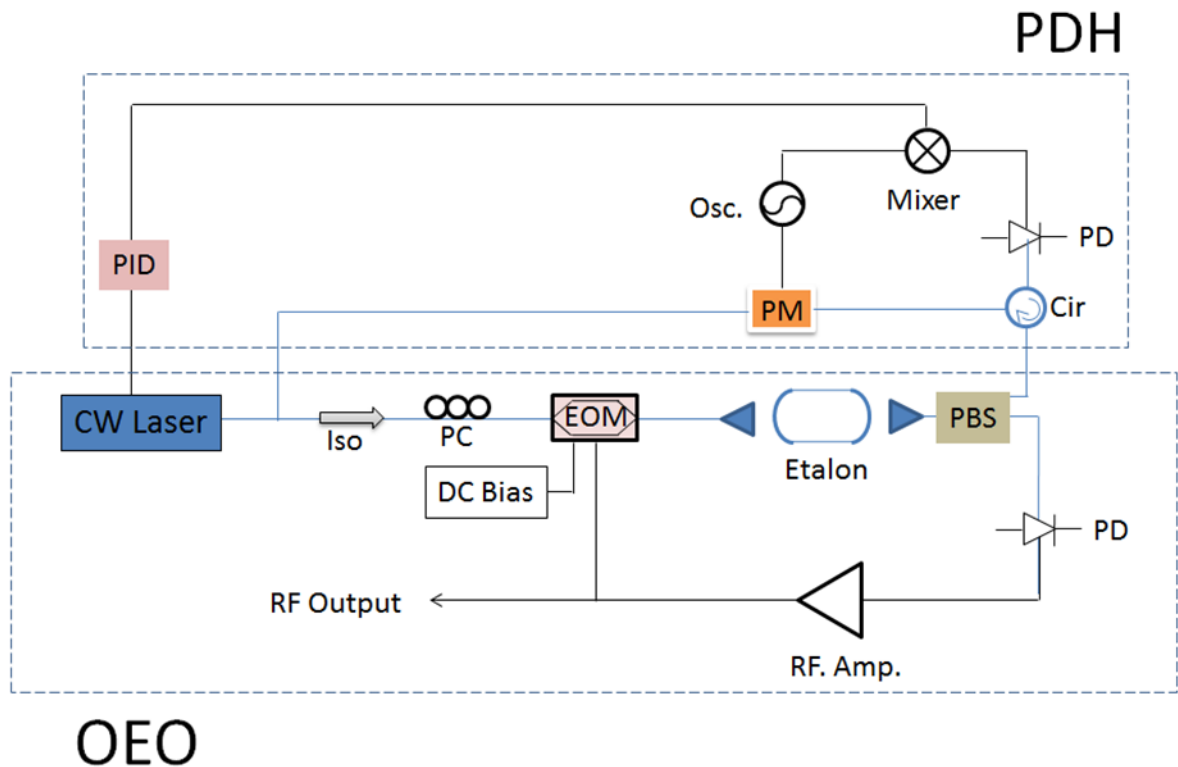 PDH
Osc.
Mixer
PD
PID
PM
Cir
CW Laser
Iso
PC
EOM
Etalon
PBS
DC Bias
PD
RF Output
RF. Amp.
OEO